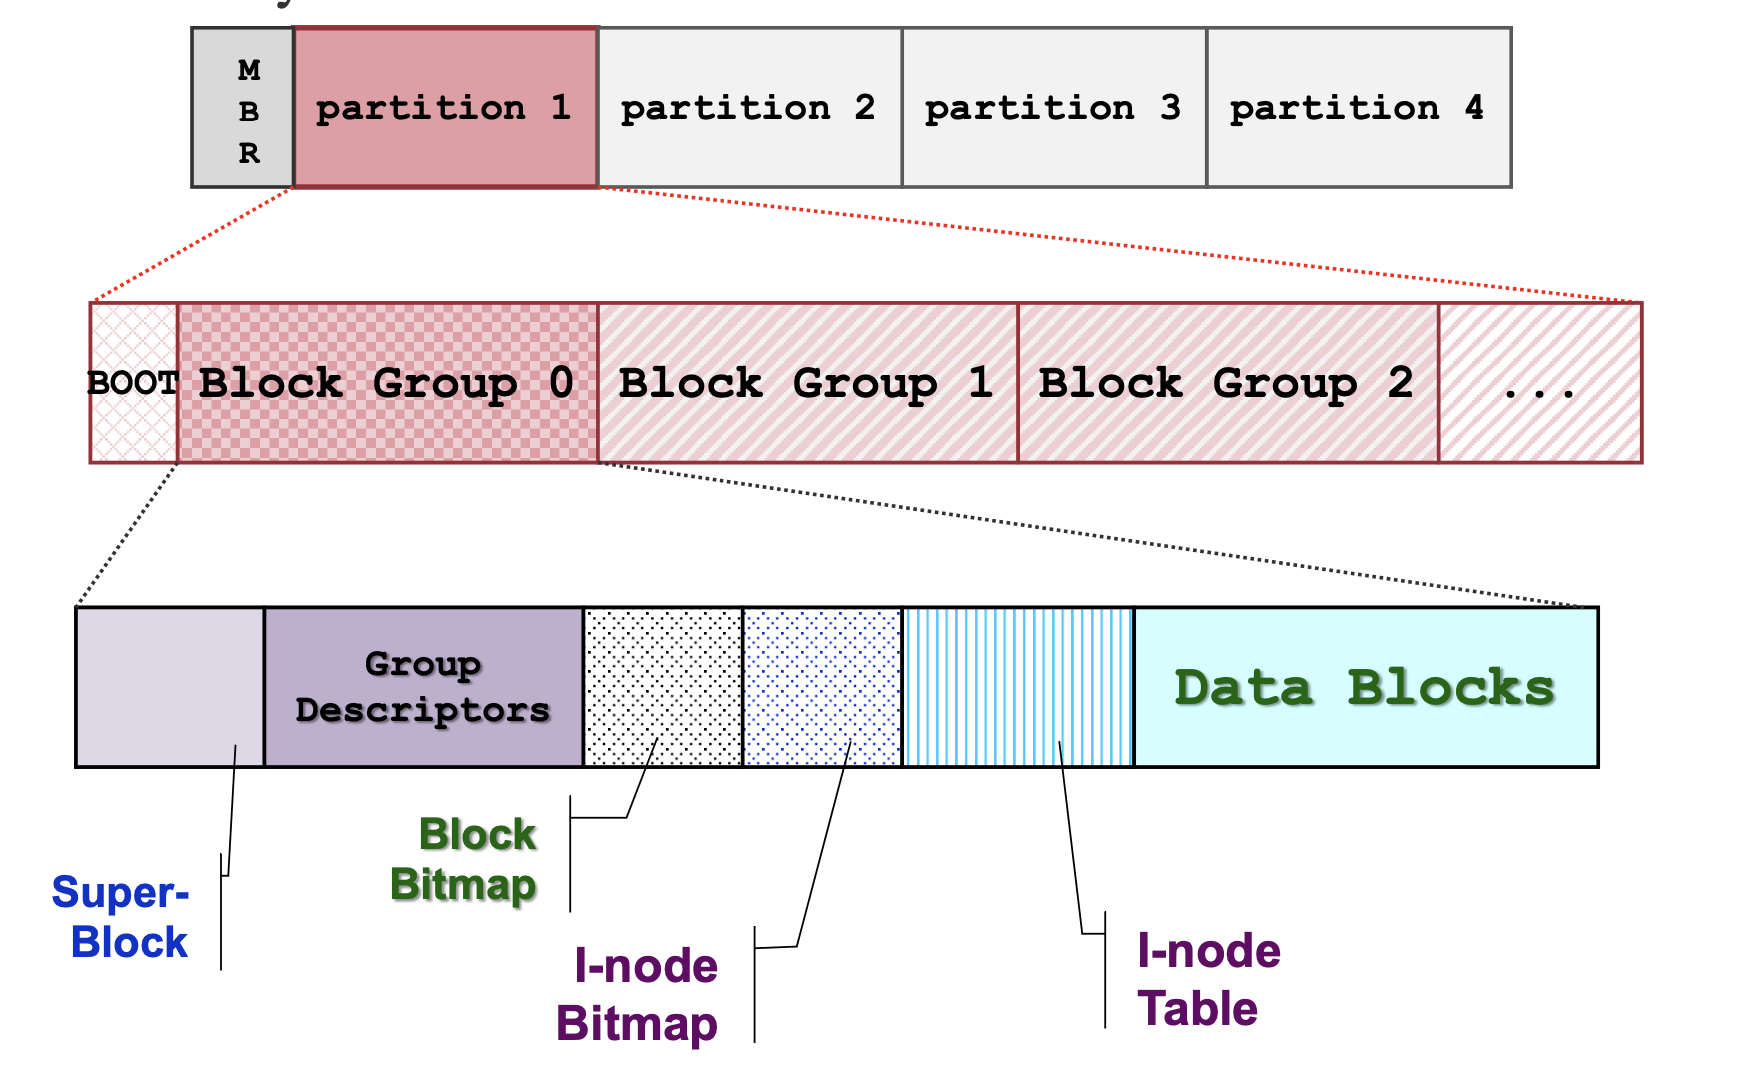 M
B
R
partition 1
partition 2
partition 3
partition 4
BOOT
Block Group 0
Block Group 1
Block Group 2
...
Group
Descriptors
Data Blocks
Super-
Block
Block
Bitmap
I-node
Bitmap
I-node
Table